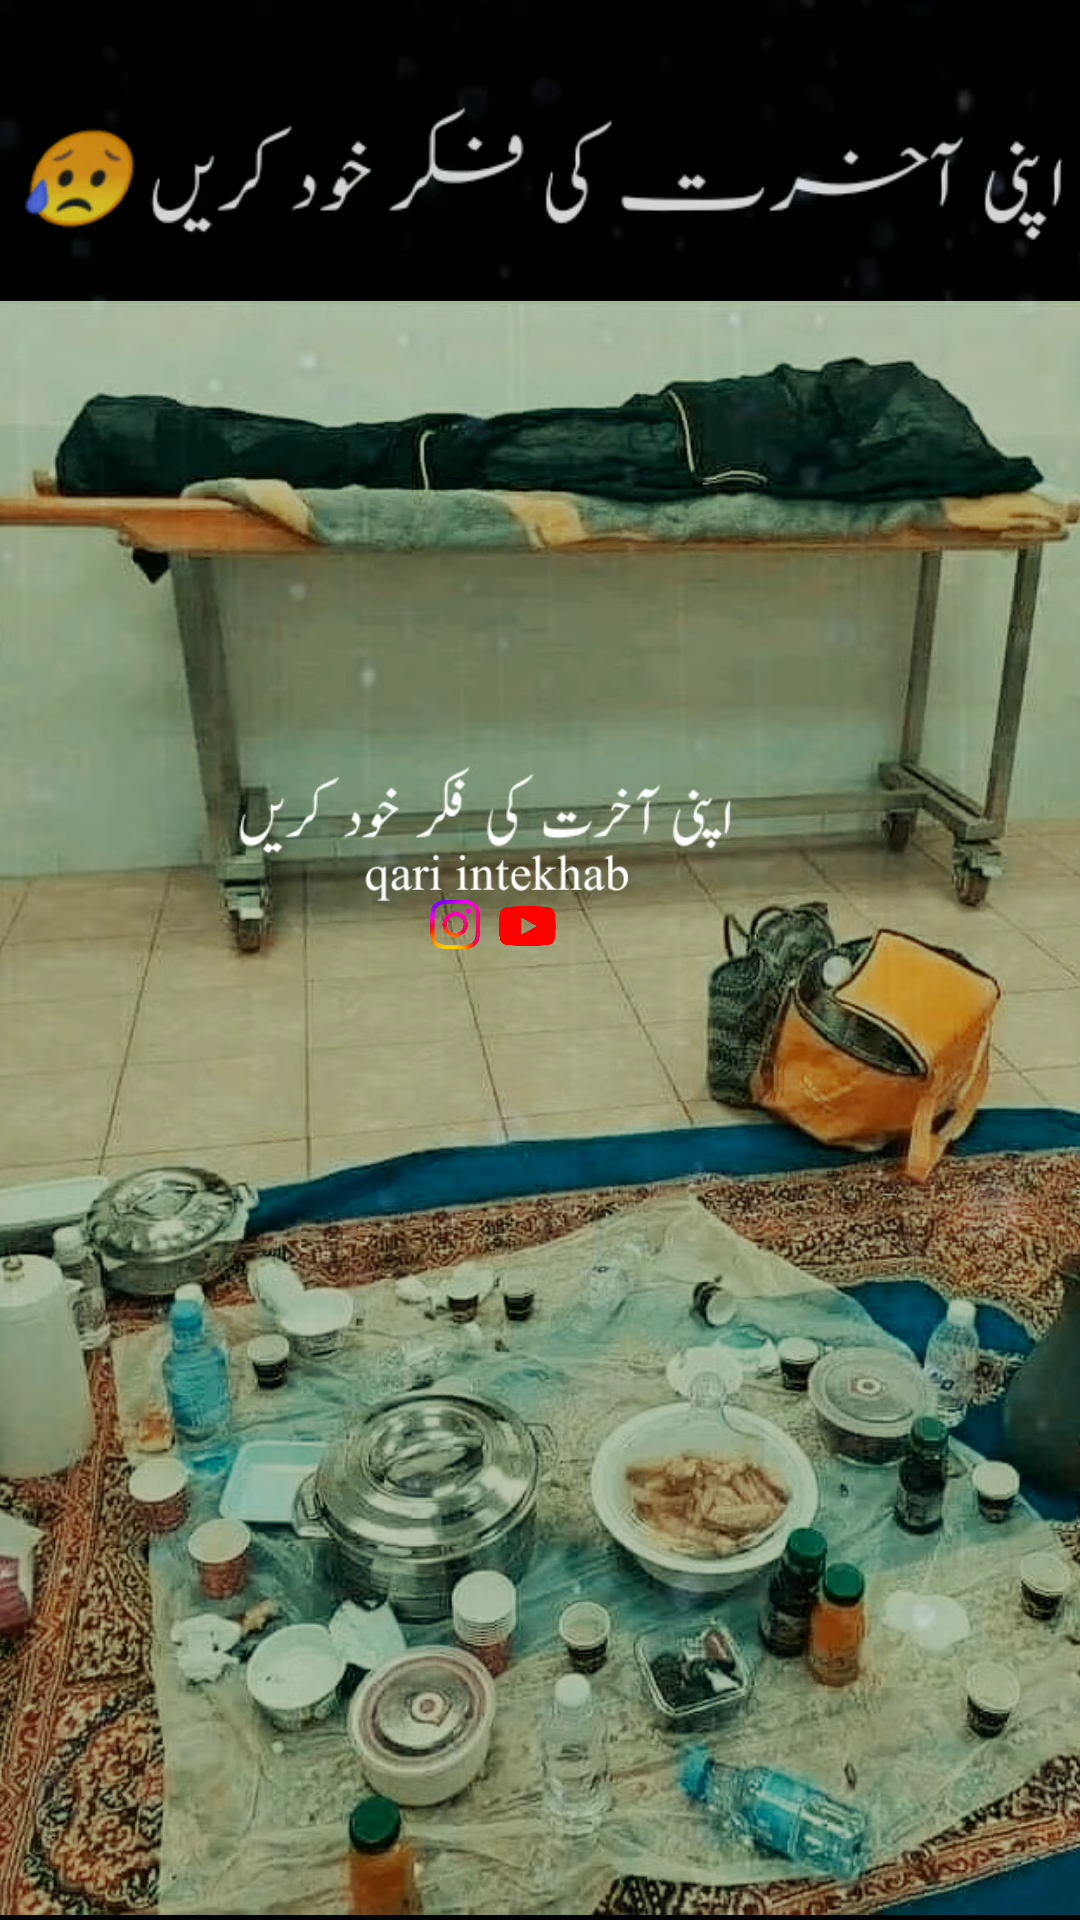 اپنی آخرت کی فکر خود کریں 😥
اپنی آخرت کی فکر خود کریں
qari intekhab